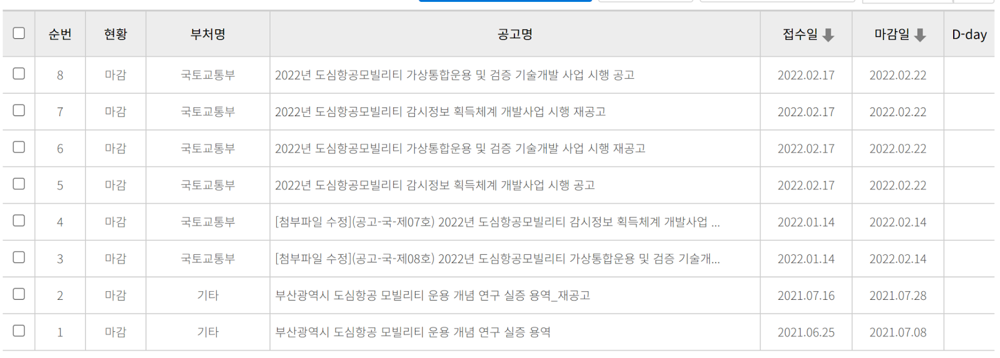 순번 현황 부처명 공고명 접수일 마감일 D-day
8 마감 국토교통부 2022년 도심항공모빌리티 가상통합운용 및 검증 기술개발 사업 시행 공고 2022.02.17 2022.02.22
7 마감 국토교통부 2022년 도심항공모빌리티 감시정보 획득체계 개발사업 시행 재공고 2022.02.17 2022.02.22
6 마감 국토교통부 2022년 도심항공모빌리티 가상통합운용 및 검증 기술개발 사업 시행 재공고 2022.02.17 2022.02.22
5 마감 국토교통부 2022년 도심항공모빌리티 감시정보 획득체계 개발사업 시행 공고 2022.02.17 2022.02.22
4 마감 국토교통부 [첨부파일 수정](공고-국-제07호) 2022년 도심항공모빌리티 감시정보 획득체계 개발사업 ... 2022.01.14 2022.02.14
3 마감 국토교통부 [첨부파일 수정](공고-국-제08호) 2022년 도심항공모빌리티 가상통합운용 및 검증 기술개... 2022.01.14 2022.02.14
2 마감 기타 부산광역시 도심항공 모빌리티 운용 개념 연구 실증 용역_재공고 2021.07.16 2021.07.28
1 마감 기타 부산광역시 도심항공 모빌리티 운용 개념 연구 실증 용역 2021.06.25 2021.07.08